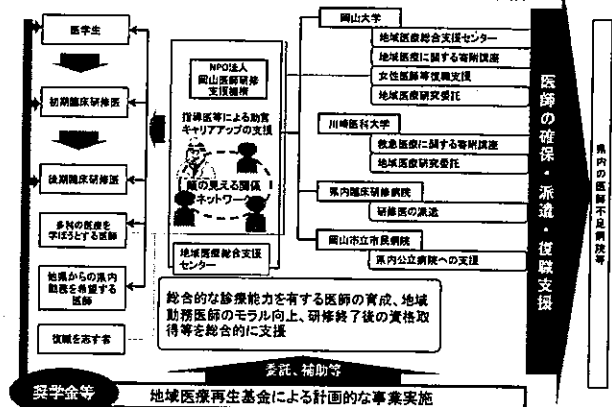 医学生
初期臨床研修医
後期臨床研修医
多科の医療を
学ぼうとする医師
他県からの県内
勤務を希望する
医師
復職を志す者
NPO法人
岡山医師研修
支援機構
指導医等による助言
キャリアアップの支援
顔の見える関係
ネットワーク
地域医療総合支援
センター
岡山大学
地域医療総合支援センター
地域医療に関する寄附講座
女性医師等復職支援
地域医療研究委託
川崎医科大学
救急医療に関する寄附講座
地域医療研究委託
県内臨床研修病院
研修医の派遣
岡山市立市民病院
県内公立病院への支援
医師の確保・派遣・復職支援
県内の医師不足病院等
総合的な診療能力を有する医師の育成、地域
勤務医師のモラル向上、研修終了後の資格取
得等を総合的に支援
委託、補助等
奨学金等
地域医療再生基金による計画的な事業実施